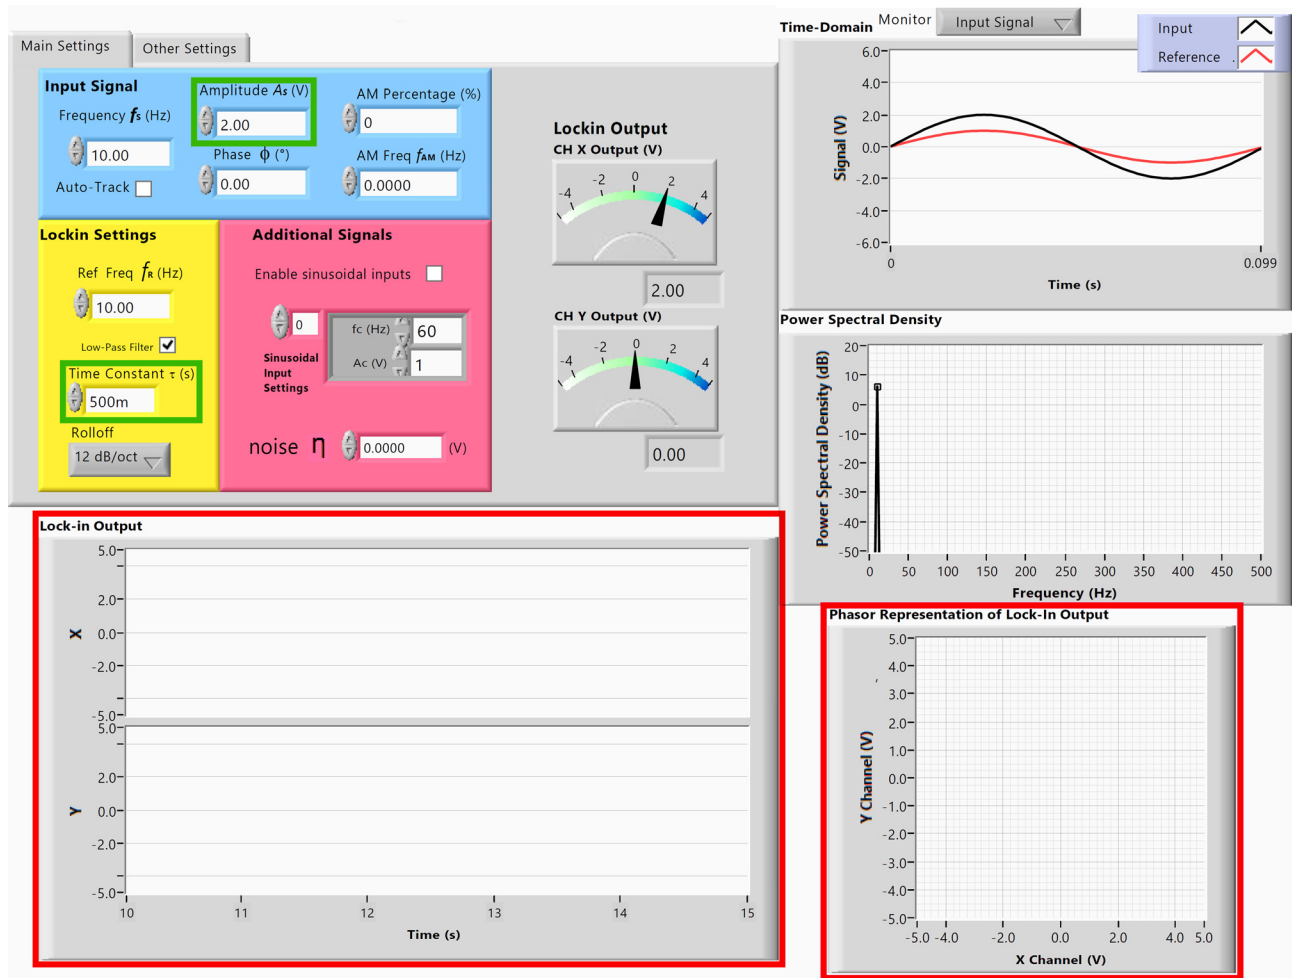 Main Settings
Other Settings
Input Signal
Frequency fs (Hz)
10.00
Auto-Track
Amplitude As (V)
2.00
Phase ϕ (°)
0.00
AM Percentage (%)
0
AM Freq fAM (Hz)
0.0000
Lockin Settings
Ref Freq fR (Hz)
10.00
Low-Pass Filter
Time Constant τ (s)
500m
Rolloff
12 dB/oct
Additional Signals
Enable sinusoidal inputs
0
Sinusoidal
Input
Settings
fc (Hz)
60
Ac (V)
1
noise η
0.0000
(V)
Lockin Output
CH X Output (V)
-4 -2 0 2 4
2.00
CH Y Output (V)
-4 -2 0 2 4
0.00
Time-Domain
Monitor
Input Signal
Input
Reference
Signal (V)
6.0
4.0
2.0
0.0
-2.0
-4.0
-6.0
0 0.099
Time (s)
Power Spectral Density
Power Spectral Density (dB)
20
10
0
-10
-20
-30
-40
-50
0 50 100 150 200 250 300 350 400 450 500
Frequency (Hz)
Lock-in Output
X
5.0
2.0
0.0
-2.0
-5.0
Y
5.0
2.0
0.0
-2.0
-5.0
10 11 12 13 14 15
Time (s)
Phasor Representation of Lock-In Output
Y Channel (V)
5.0
4.0
3.0
2.0
1.0
0.0
-1.0
-2.0
-3.0
-4.0
-5.0
-5.0 -4.0 -2.0 0.0 2.0 4.0 5.0
X Channel (V)